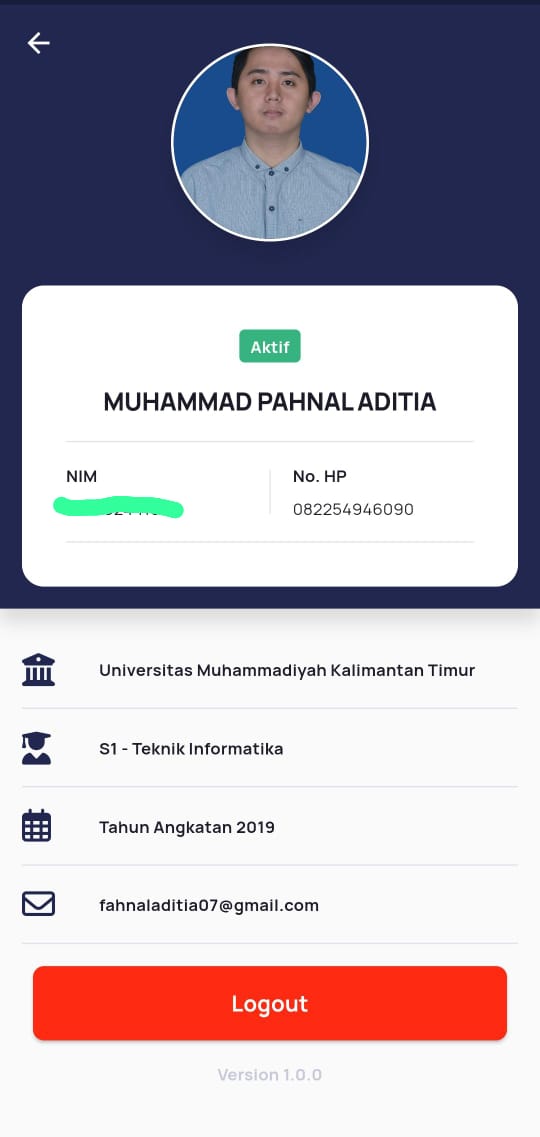 Aktif
MUHAMMAD PAHNAL ADITIA
NIM
No. HP
082254946090
Universitas Muhammadiyah Kalimantan Timur
S1 - Teknik Informatika
Tahun Angkatan 2019
fahnaladitia07@gmail.com
Logout
Version 1.0.0